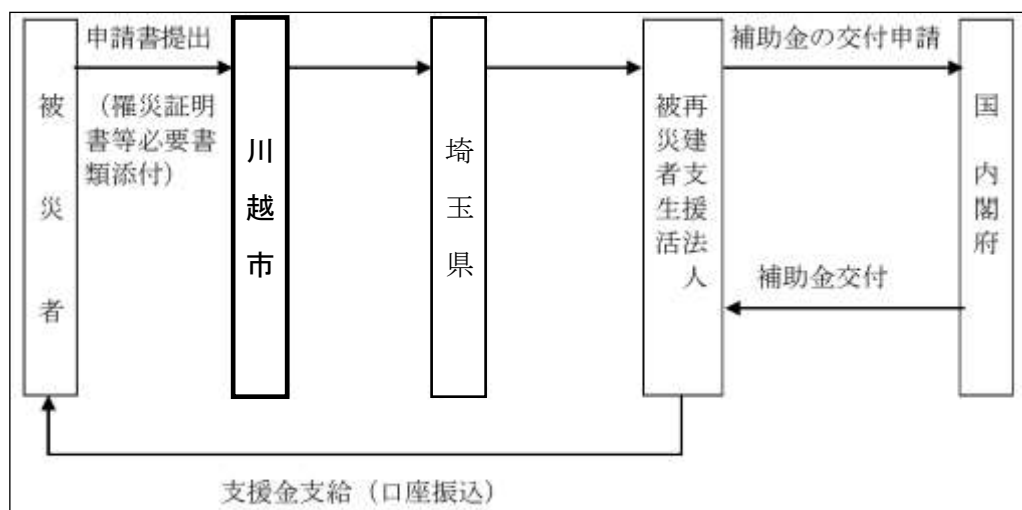 申請書提出
補助金の交付申請
被災者
（罹災証明
書等必要書
類添付）
川越市
埼玉県
被災者生活
再建支援法人
国　内閣府
補助金交付
支援金支給（口座振込）